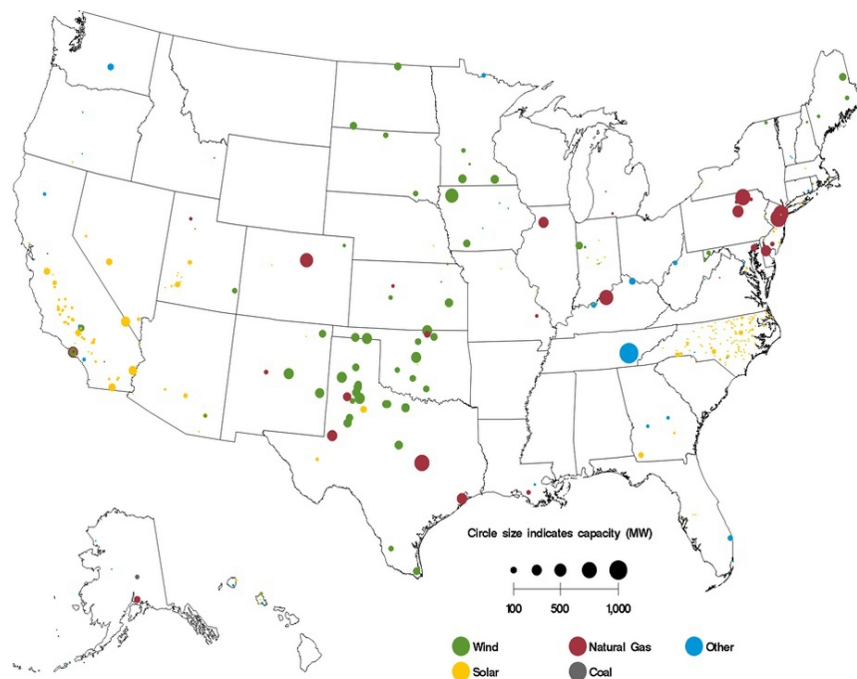 Circle size indicates capacity (MW)
100 500 1,000
Wind Natural Gas Other
Solar Coal